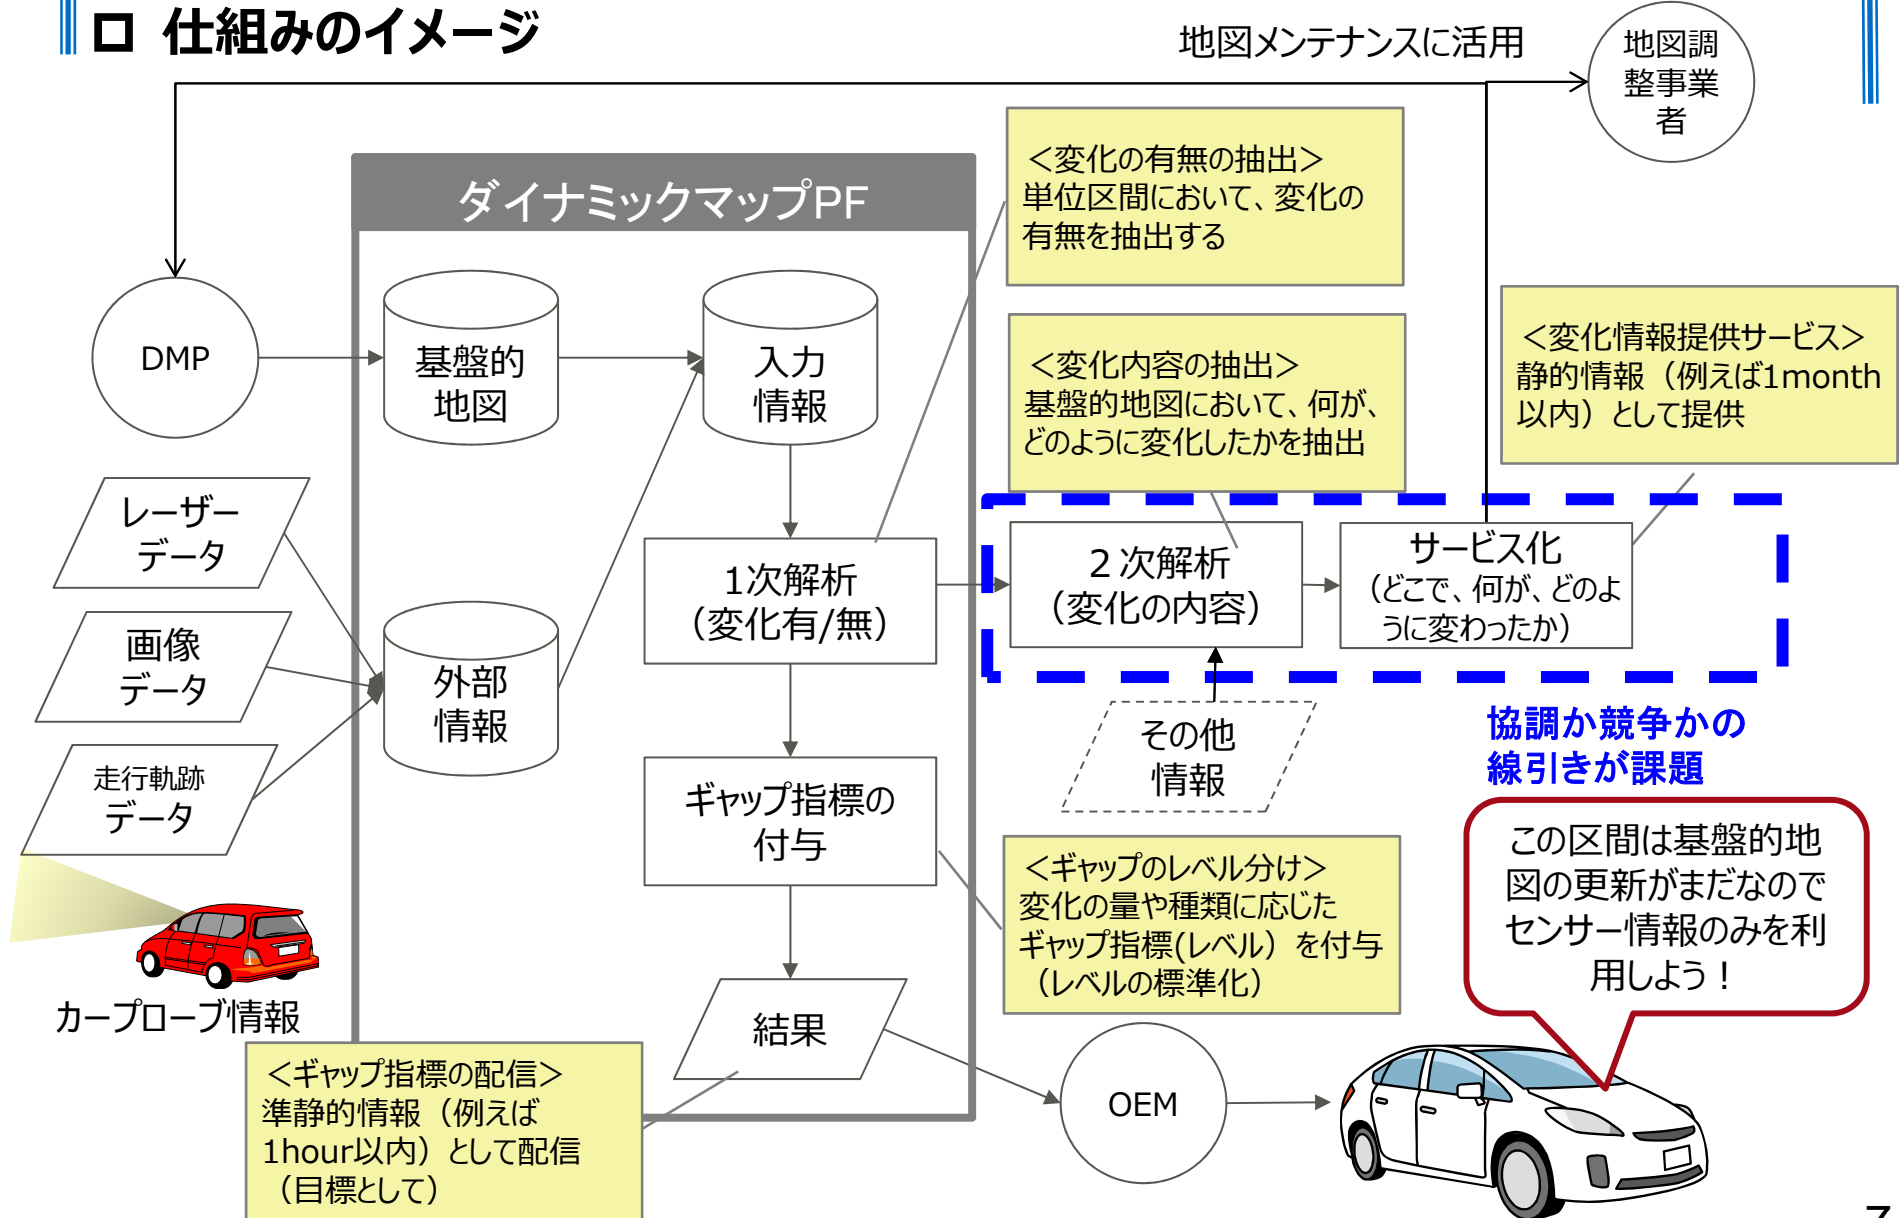 仕組みのイメージ
地図メンテナンスに活用
地図調
整事業
者
ダイナミックマップPF
＜変化の有無の抽出＞
単位区間において、変化の
有無を抽出する
DMP
基盤的
地図
入力
情報
＜変化内容の抽出＞
基盤的地図において、何が、
どのように変化したかを抽出
＜変化情報提供サービス＞
静的情報（例えば1month
以内）として提供
レーザー
データ
画像
データ
走行軌跡
データ
外部
情報
1次解析
（変化有/無）
２次解析
（変化の内容）
サービス化
（どこで、何が、どのよ
うに変わったか）
その他
情報
協調か競争かの
線引きが課題
ギャップ指標の
付与
＜ギャップのレベル分け＞
変化の量や種類に応じた
ギャップ指標(レベル）を付与
（レベルの標準化）
この区間は基盤的地
図の更新がまだなので
センサー情報のみを利
用しよう！
カープローブ情報
結果
＜ギャップ指標の配信＞
準静的情報（例えば
1hour以内）として配信
（目標として）
OEM
7